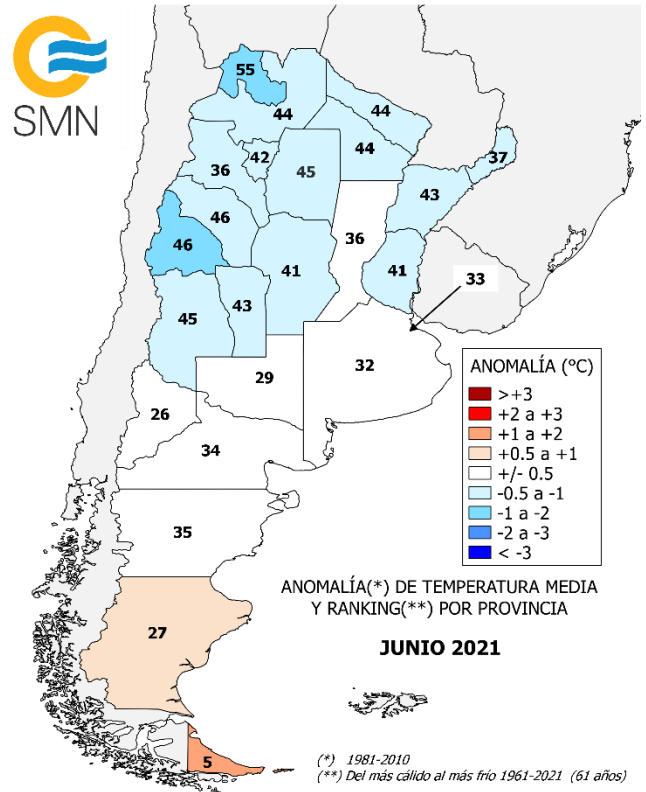 SMN
55
44
44
44
42
36
45
37
46
43
46
36
41
41
33
45
43
32
29
26
34
35
27
5
ANOMALÍA (ºC)
>+3
+2 a +3
+1 a +2
+0.5 a +1
+/- 0.5
-0.5 a -1
-1 a -2
-2 a -3
< -3
ANOMALÍA(*) DE TEMPERATURA MEDIA
Y RANKING(**) POR PROVINCIA
JUNIO 2021
(*) 1981-2010
(**) Del más cálido al más frío 1961-2021 (61 años)